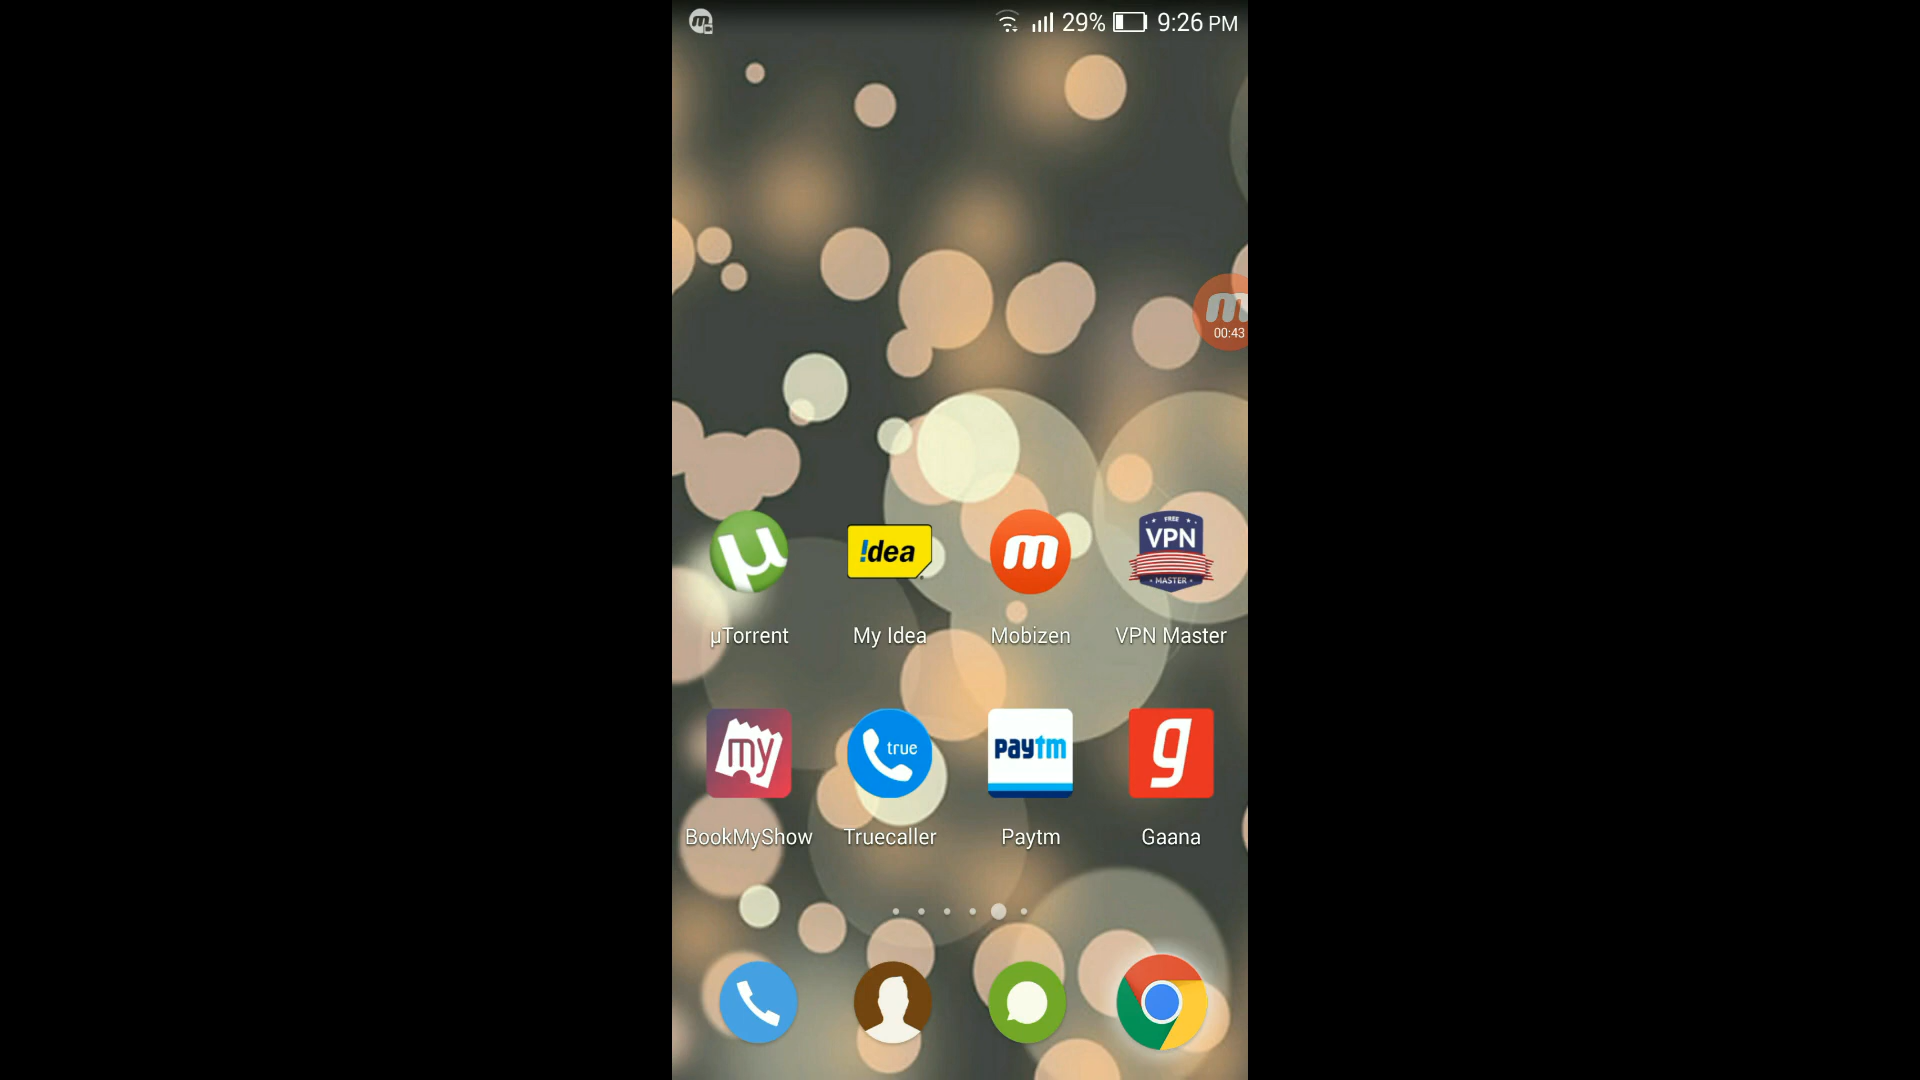 m 29% 9:26 PM
m
00:43
µ !dea m FREE VPN MASTER
µTorrent My Idea Mobizen VPN Master
my true paytm g
BookMyShow Truecaller Paytm Gaana